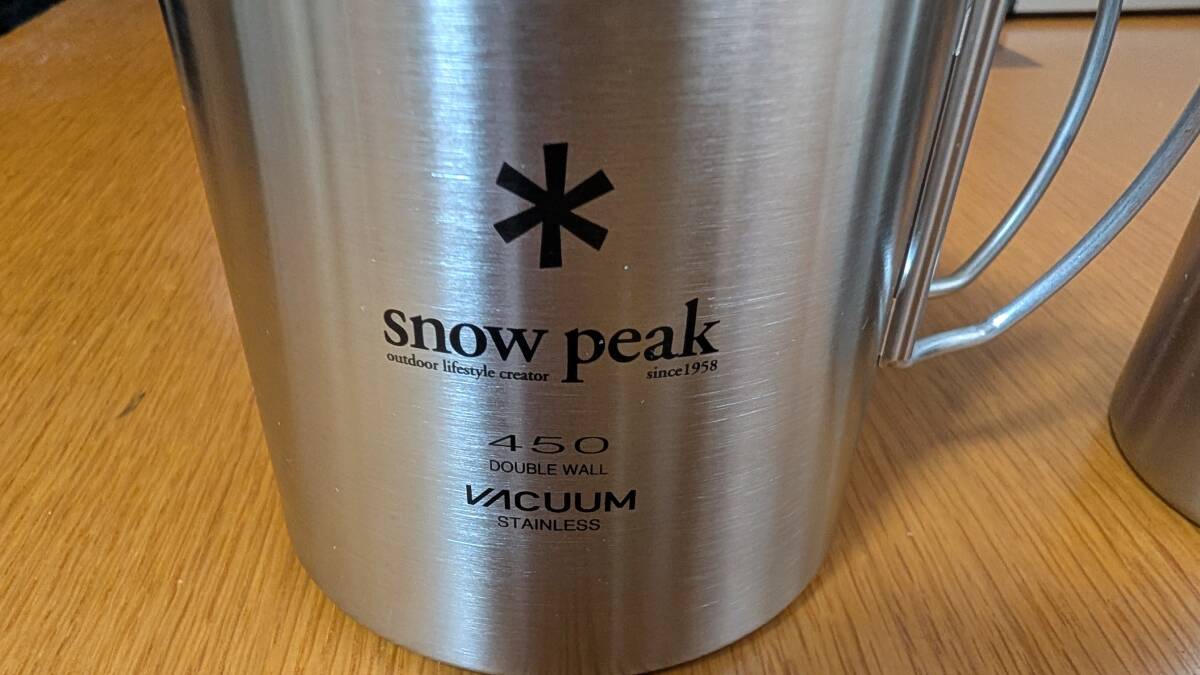 snow peak
outdoor lifestyle creator since1958
450
DOUBLE WALL
VACUUM
STAINLESS